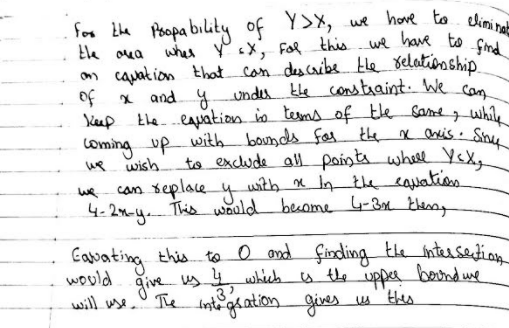 For the Propability of Y>X, we have to eliminat
the area wher Y<X, For this we have to find
an equation that can describe the relationship
of x and y under the constraint. We can
keep the equation in terms of the same, while
coming up with bounds for the x axis. Since
we wish to exclude all points where Y<X,
we can replace y with x in the equation
4-2x-y. This would become 4-3x then,
Equating this to 0 and finding the intersection
would give us 4/3, which is the upper bound we
will use. The integration gives us this